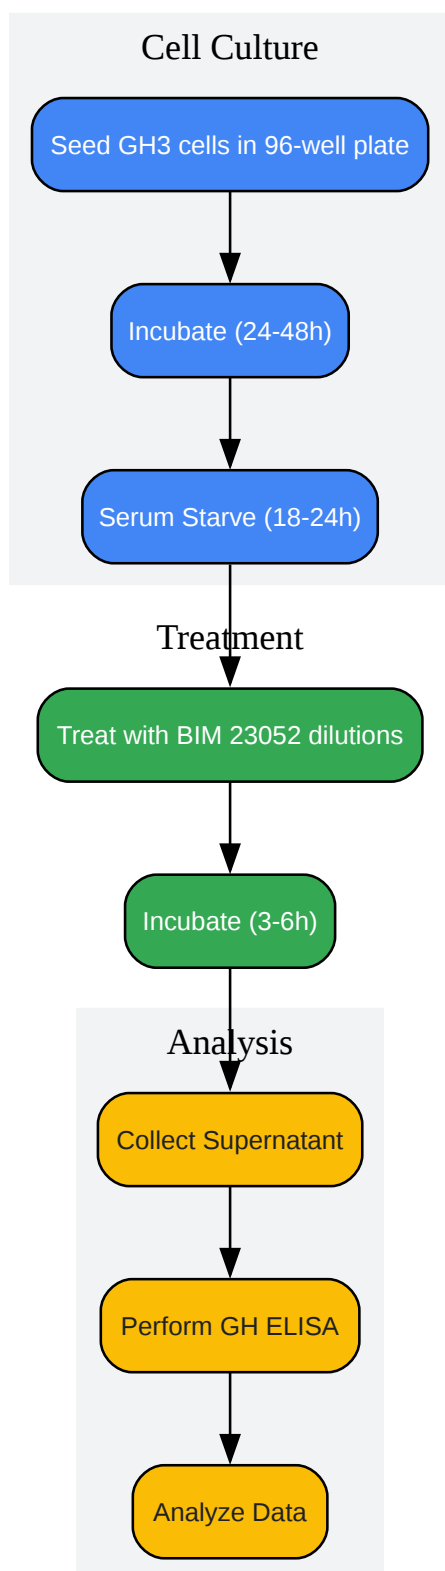 Cell Culture
Seed GH3 cells in 96-well plate
Incubate (24-48h)
Serum Starve (18-24h)
Treatment
Treat with BIM 23052 dilutions
Incubate (3-6h)
Analysis
Collect Supernatant
Perform GH ELISA
Analyze Data